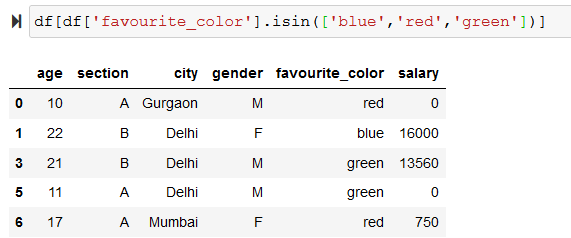 df[df['favourite_color'].isin(['blue','red','green'])]
age section city gender favourite_color salary
0 10 A Gurgaon M red 0
1 22 B Delhi F blue 16000
3 21 B Delhi M green 13560
5 11 A Delhi M green 0
6 17 A Mumbai F red 750